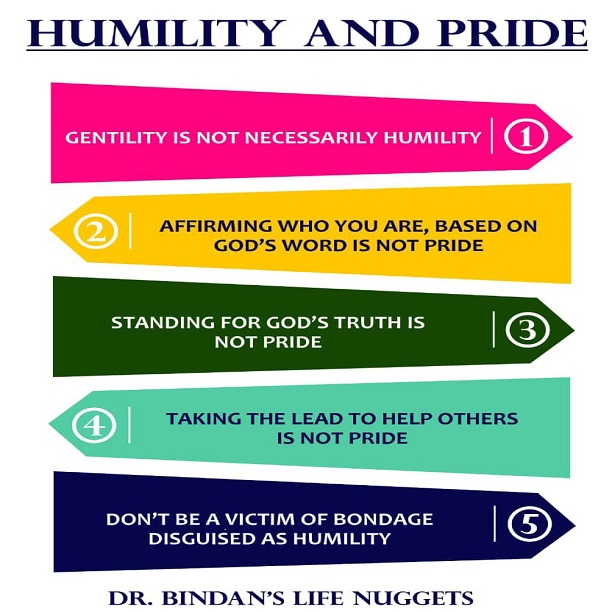 HUMILITY AND PRIDE
GENTILITY IS NOT NECESSARILY HUMILITY
1
2
AFFIRMING WHO YOU ARE, BASED ON
GOD'S WORD IS NOT PRIDE
STANDING FOR GOD'S TRUTH IS
NOT PRIDE
3
4
TAKING THE LEAD TO HELP OTHERS
IS NOT PRIDE
DON'T BE A VICTIM OF BONDAGE
DISGUISED AS HUMILITY
5
DR. BINDAN'S LIFE NUGGETS